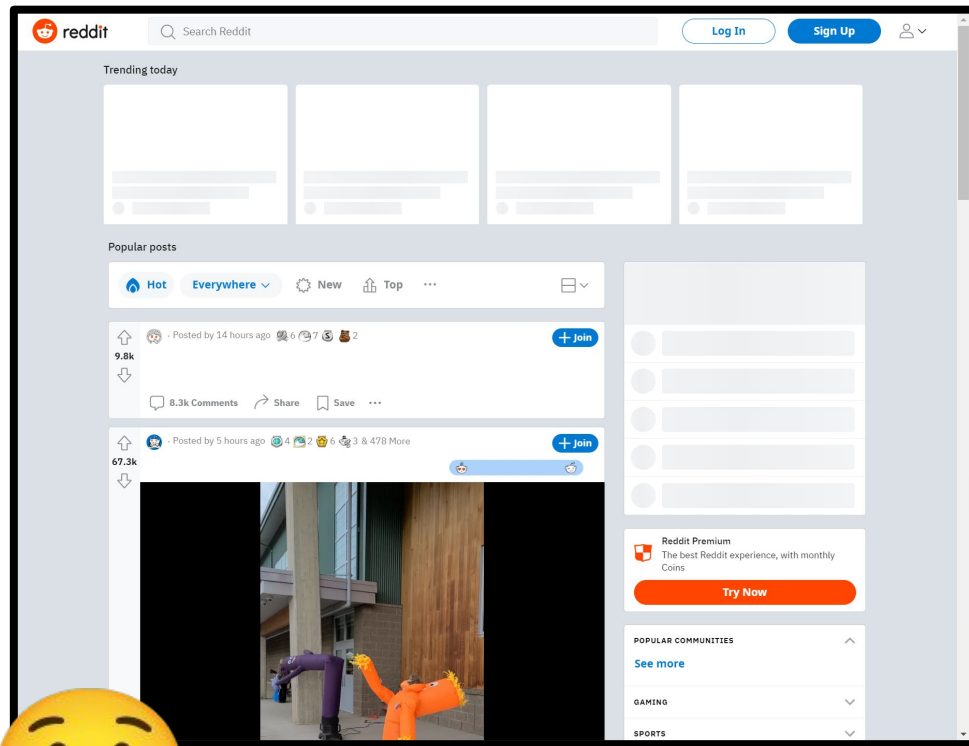 reddit
Search Reddit
Log In
Sign Up
Trending today
Popular posts
Hot
Everywhere
New
Top
...
9.8k
· Posted by 14 hours ago 6 7 2
Join
8.3k Comments
Share
Save
...
67.3k
· Posted by 5 hours ago 4 2 6 3 & 478 More
Join
Reddit Premium
The best Reddit experience, with monthly
Coins
Try Now
POPULAR COMMUNITIES
See more
GAMING
SPORTS